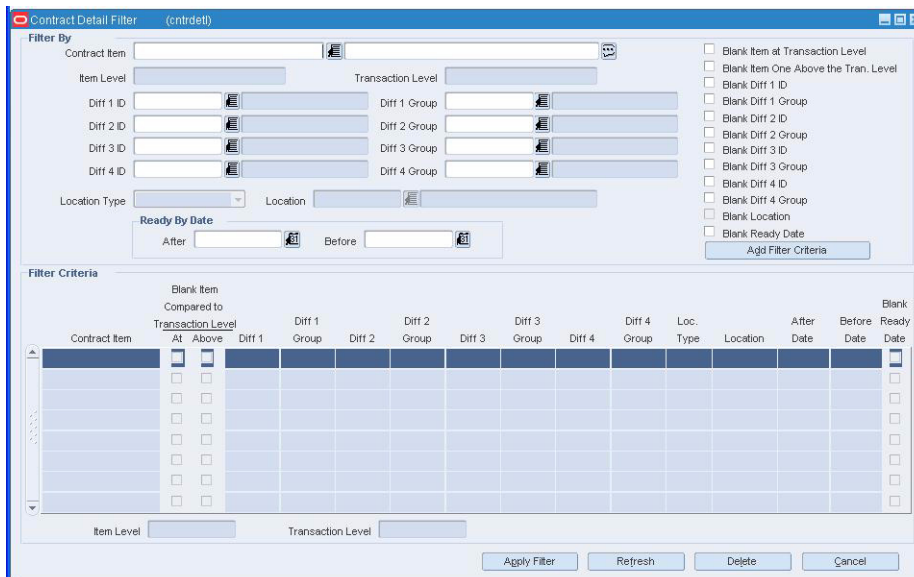 Contract Detail Filter (cntrdetl)
Filter By
Contract Item
Item Level Transaction Level
Diff 1 ID Diff 1 Group
Diff 2 ID Diff 2 Group
Diff 3 ID Diff 3 Group
Diff 4 ID Diff 4 Group
Location Type Location
Ready By Date
After Before
Blank Item at Transaction Level
Blank Item One Above the Tran. Level
Blank Diff 1 ID
Blank Diff 1 Group
Blank Diff 2 ID
Blank Diff 2 Group
Blank Diff 3 ID
Blank Diff 3 Group
Blank Diff 4 ID
Blank Diff 4 Group
Blank Location
Blank Ready Date
Add Filter Criteria
Filter Criteria
Blank Item
Compared to Blank
Transaction Level Diff 1 Diff 2 Diff 3 Diff 4 Loc. After Before Ready
Contract Item At Above Diff 1 Group Diff 2 Group Diff 3 Group Diff 4 Group Type Location Date Date Date
Item Level Transaction Level
Apply Filter Refresh Delete Cancel